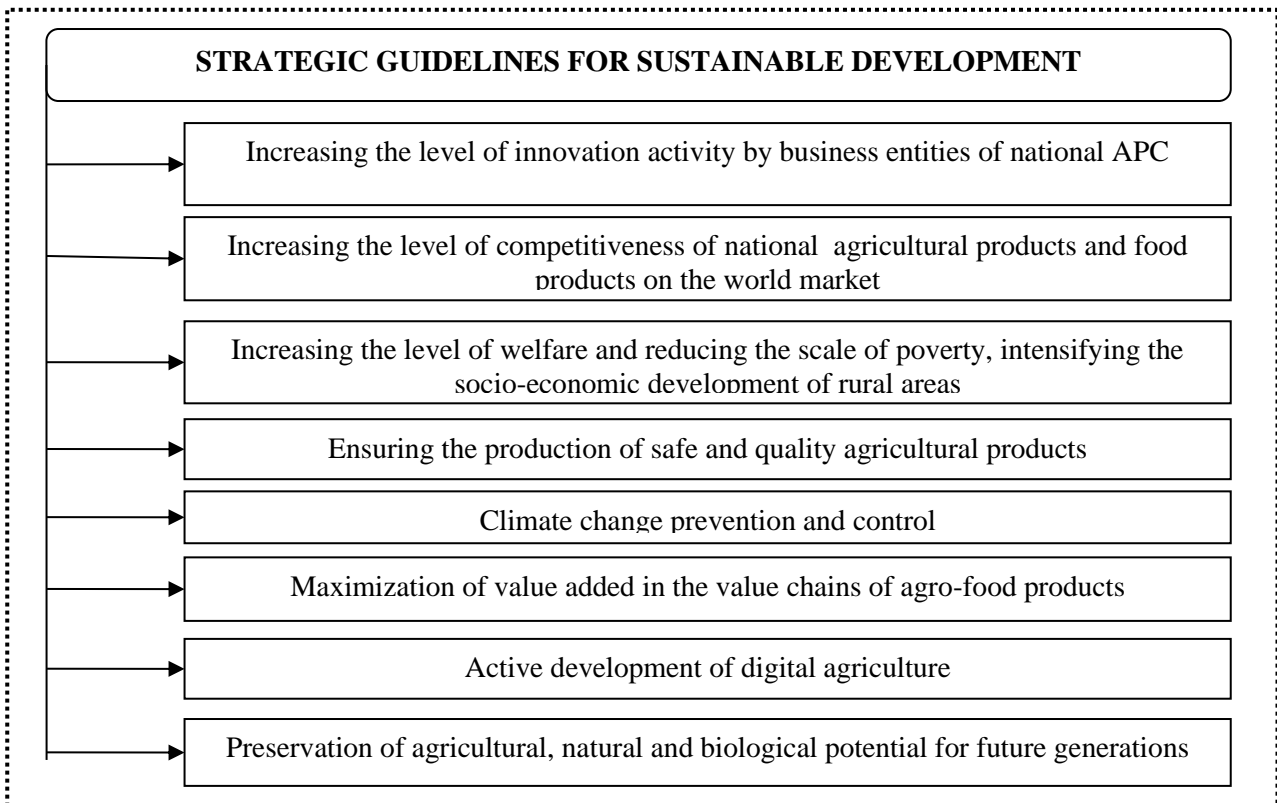 STRATEGIC GUIDELINES FOR SUSTAINABLE DEVELOPMENT
Increasing the level of innovation activity by business entities of national APC
Increasing the level of competitiveness of national agricultural products and food
products on the world market
Increasing the level of welfare and reducing the scale of poverty, intensifying the
socio-economic development of rural areas
Ensuring the production of safe and quality agricultural products
Climate change prevention and control
Maximization of value added in the value chains of agro-food products
Active development of digital agriculture
Preservation of agricultural, natural and biological potential for future generations